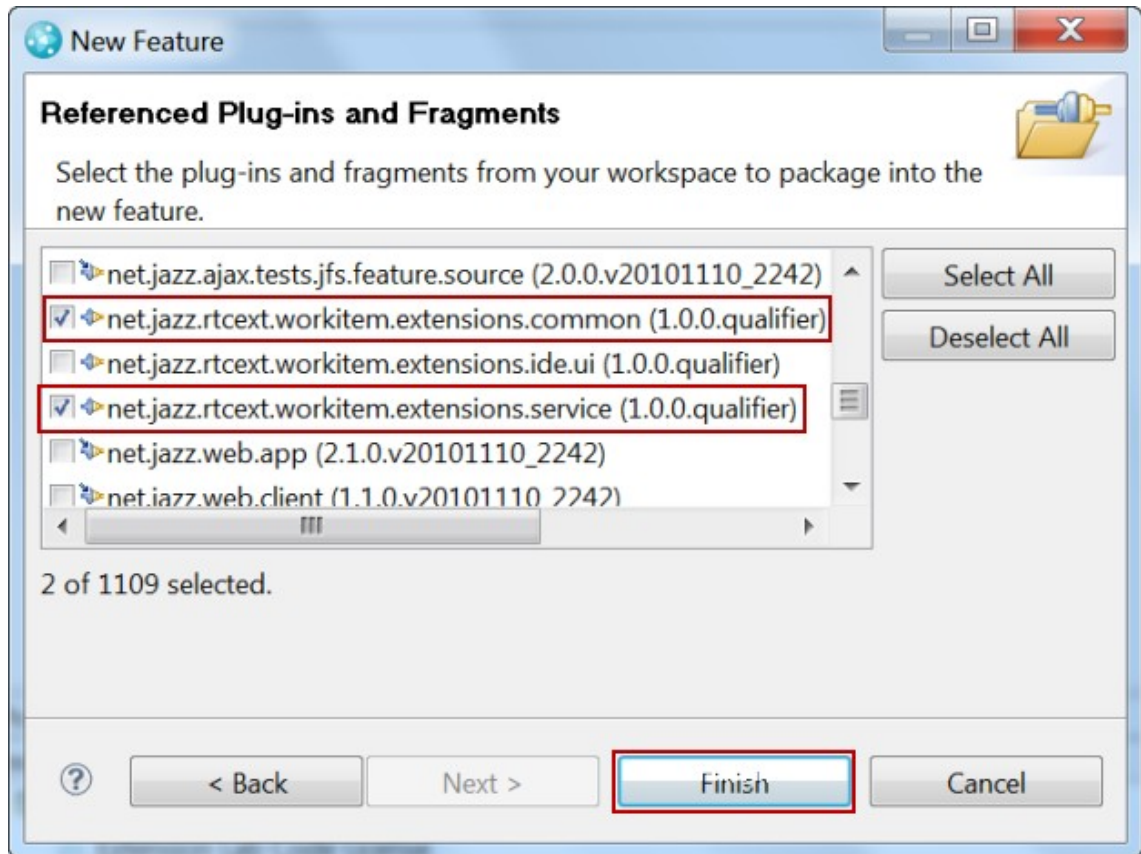 New Feature
X
Referenced Plug-ins and Fragments
Select the plug-ins and fragments from your workspace to package into the
new feature.
net.jazz.ajax.tests.jfs.feature.source (2.0.0.v20101110_2242)
Select All
net.jazz.rtcext.workitem.extensions.common (1.0.0.qualifier)
Deselect All
net.jazz.rtcext.workitem.extensions.ide.ui (1.0.0.qualifier)
net.jazz.rtcext.workitem.extensions.service (1.0.0.qualifier)
net.jazz.web.app (2.1.0.v20101110_2242)
net.jazz.web.client (1.1.0.v20101110_2242)
2 of 1109 selected.
?
< Back
Next >
Finish
Cancel